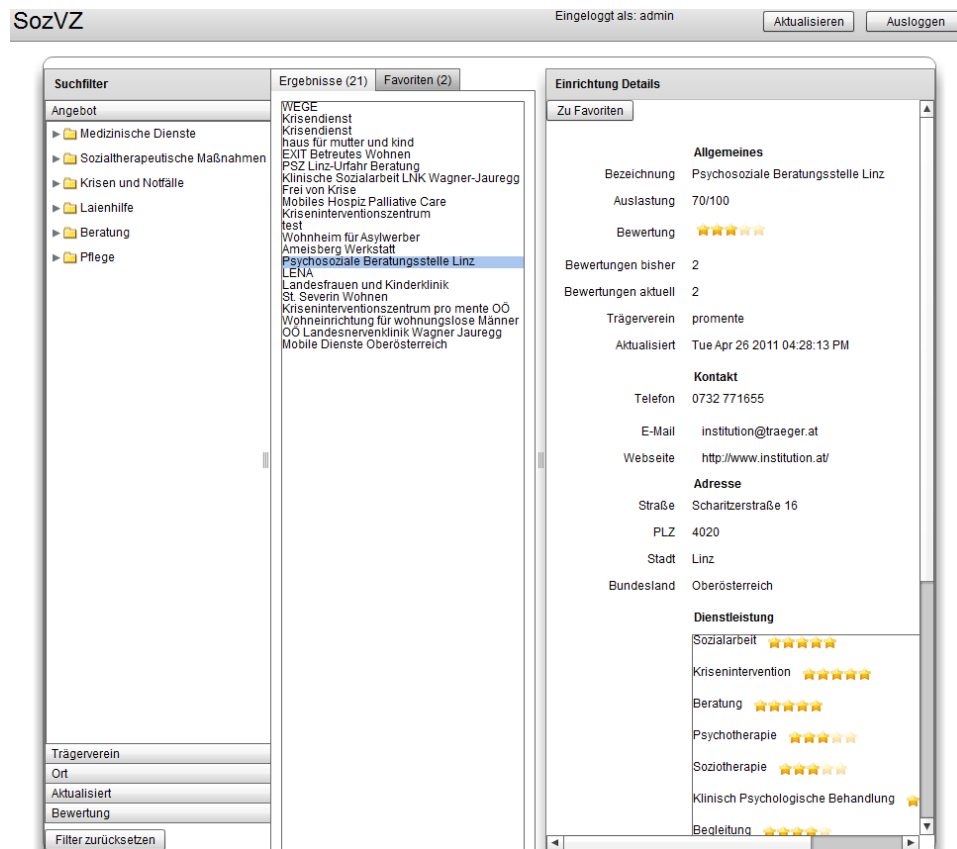 SozVZ
Eingeloggt als: admin
Aktualisieren
Ausloggen
Suchfilter
Angebot
Medizinische Dienste
Sozialtherapeutische Maßnahmen
Krisen und Notfälle
Laienhilfe
Beratung
Pflege
Trägerverein
Ort
Aktualisiert
Bewertung
Filter zurücksetzen
Ergebnisse (21)
Favoriten (2)
WEGE
Krisendienst
Krisendienst
haus für mutter und kind
EXIT Betreutes Wohnen
PSZ Linz-Urfahr Beratung
Klinische Sozialarbeit LNK Wagner-Jauregg
Frei von Krise
Mobiles Hospiz Palliative Care
Kriseninterventionszentrum
test
Wohnheim für Asylwerber
Ameisberg Werkstatt
Psychosoziale Beratungsstelle Linz
LENA
Landesfrauen und Kinderklinik
St. Severin Wohnen
Kriseninterventionszentrum pro mente OÖ
Wohneinrichtung für wohnungslose Männer
OÖ Landesnervenklinik Wagner Jauregg
Mobile Dienste Oberösterreich
Einrichtung Details
Zu Favoriten
Allgemeines
Bezeichnung Psychosoziale Beratungsstelle Linz
Auslastung 70/100
Bewertung
Bewertungen bisher 2
Bewertungen aktuell 2
Trägerverein promente
Aktualisiert Tue Apr 26 2011 04:28:13 PM
Kontakt
Telefon 0732 771655
E-Mail institution@traeger.at
Webseite http://www.institution.at/
Adresse
Straße Scharitzerstraße 16
PLZ 4020
Stadt Linz
Bundesland Oberösterreich
Dienstleistung
Sozialarbeit
Krisenintervention
Beratung
Psychotherapie
Soziotherapie
Klinisch Psychologische Behandlung
Begleitung